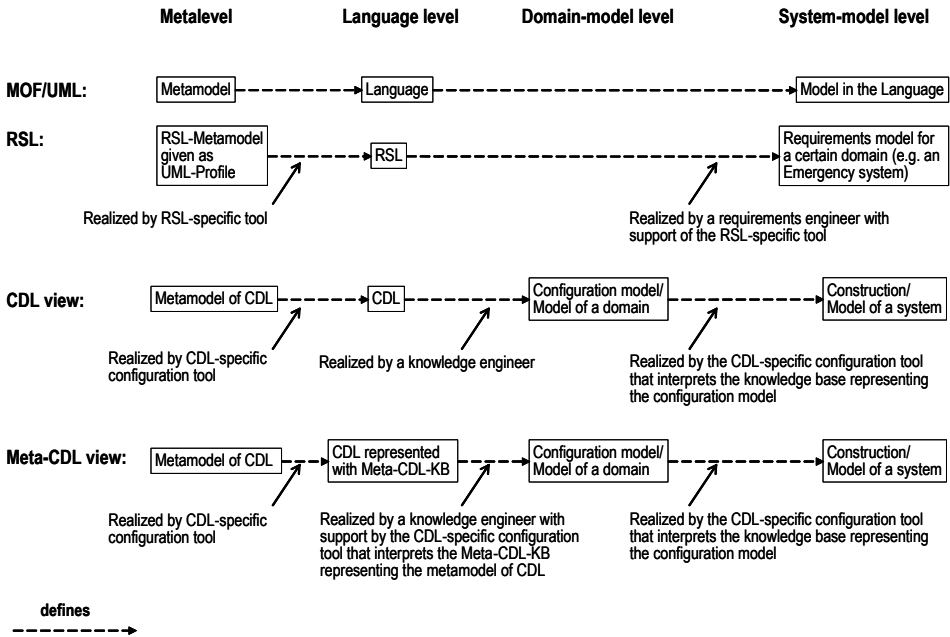 Metalevel Language level Domain-model level System-model level
MOF/UML: Metamodel Language Model in the Language
RSL: RSL-Metamodel
given as
UML-Profile
RSL
Requirements model for
a certain domain (e.g. an
Emergency system)
Realized by RSL-specific tool
Realized by a requirements engineer with
support of the RSL-specific tool
CDL view: Metamodel of CDL CDL
Configuration model/
Model of a domain
Construction/
Model of a system
Realized by CDL-specific
configuration tool
Realized by a knowledge engineer
Realized by the CDL-specific configuration tool
that interprets the knowledge base representing
the configuration model
Meta-CDL view: Metamodel of CDL
CDL represented
with Meta-CDL-KB
Configuration model/
Model of a domain
Construction/
Model of a system
Realized by CDL-specific
configuration tool
Realized by a knowledge engineer with
support by the CDL-specific configuration
tool that interprets the Meta-CDL-KB
representing the metamodel of CDL
Realized by the CDL-specific configuration tool
that interprets the knowledge base representing
the configuration model
defines